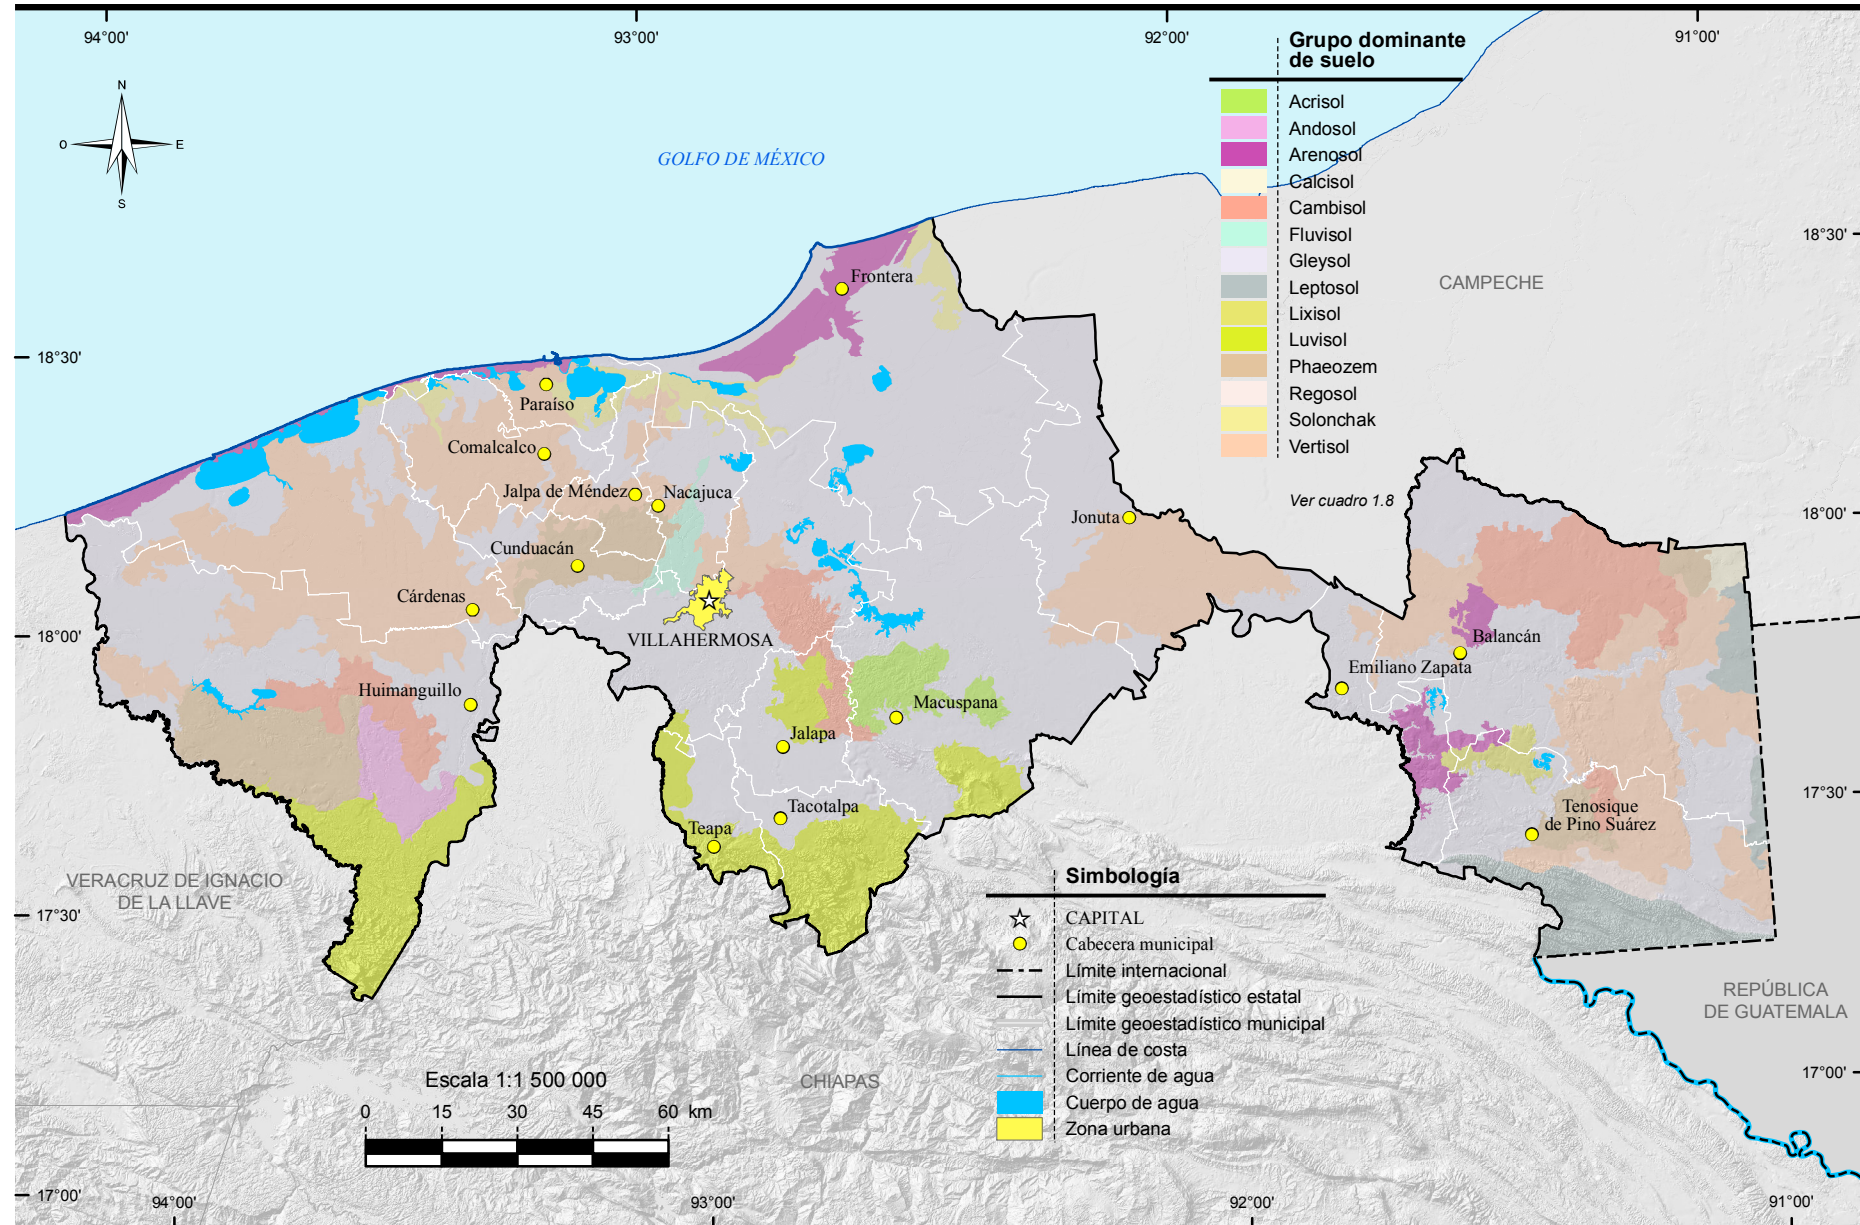 94°00'
93°00'
92°00'
91°00'
N
O
E
S
GOLFO DE MÉXICO
Grupo dominante
de suelo
Acrisol
Andosol
Arenosol
Calcisol
Cambisol
Fluvisol
Gleysol
Leptosol
Lixisol
Luvisol
Phaeozem
Regosol
Solonchak
Vertisol
Ver cuadro 1.8
18°30'
CAMPECHE
Frontera
18°30'
Paraíso
Comalcalco
Jalpa de Méndez
Nacajuca
Jonuta
18°00'
Cunduacán
Cárdenas
18°00'
VILLAHERMOSA
Balancán
Emiliano Zapata
Huimanguillo
Macuspana
Jalapa
Tacotalpa
Teapa
17°30'
Tenosique
de Pino Suárez
VERACRUZ DE IGNACIO
DE LA LLAVE
17°30'
Simbología
CAPITAL
Cabecera municipal
Límite internacional
Límite geoestadístico estatal
Límite geoestadístico municipal
Línea de costa
Corriente de agua
Cuerpo de agua
Zona urbana
REPÚBLICA
DE GUATEMALA
17°00'
CHIAPAS
Escala 1:1 500 000
0 15 30 45 60 km
17°00'
94°00'
93°00'
92°00'
91°00'